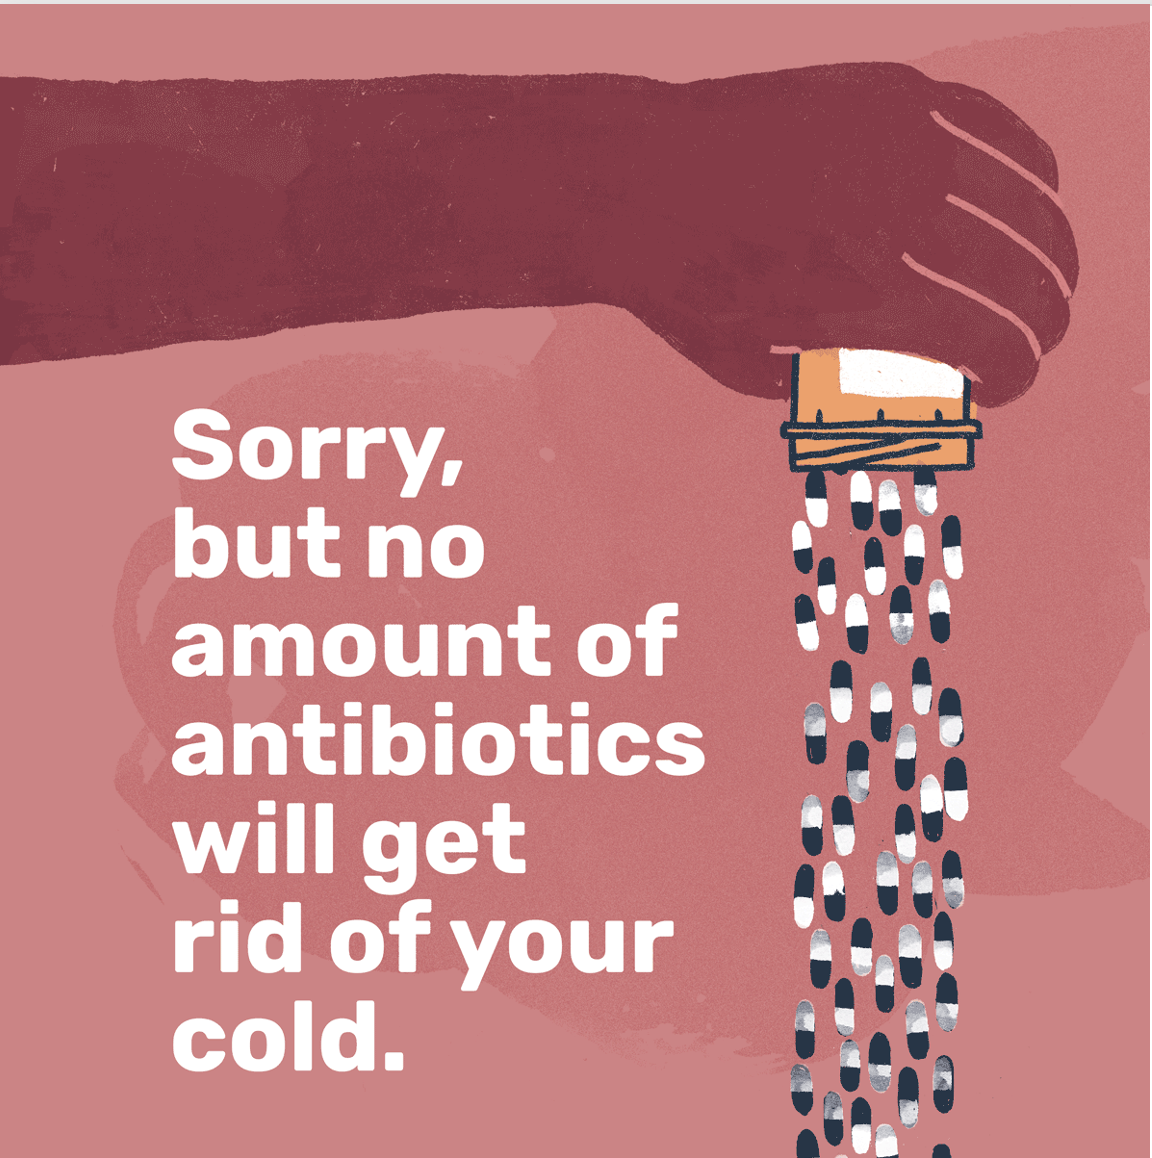 Sorry,
but no
amount of
antibiotics
will get
rid of your
cold.